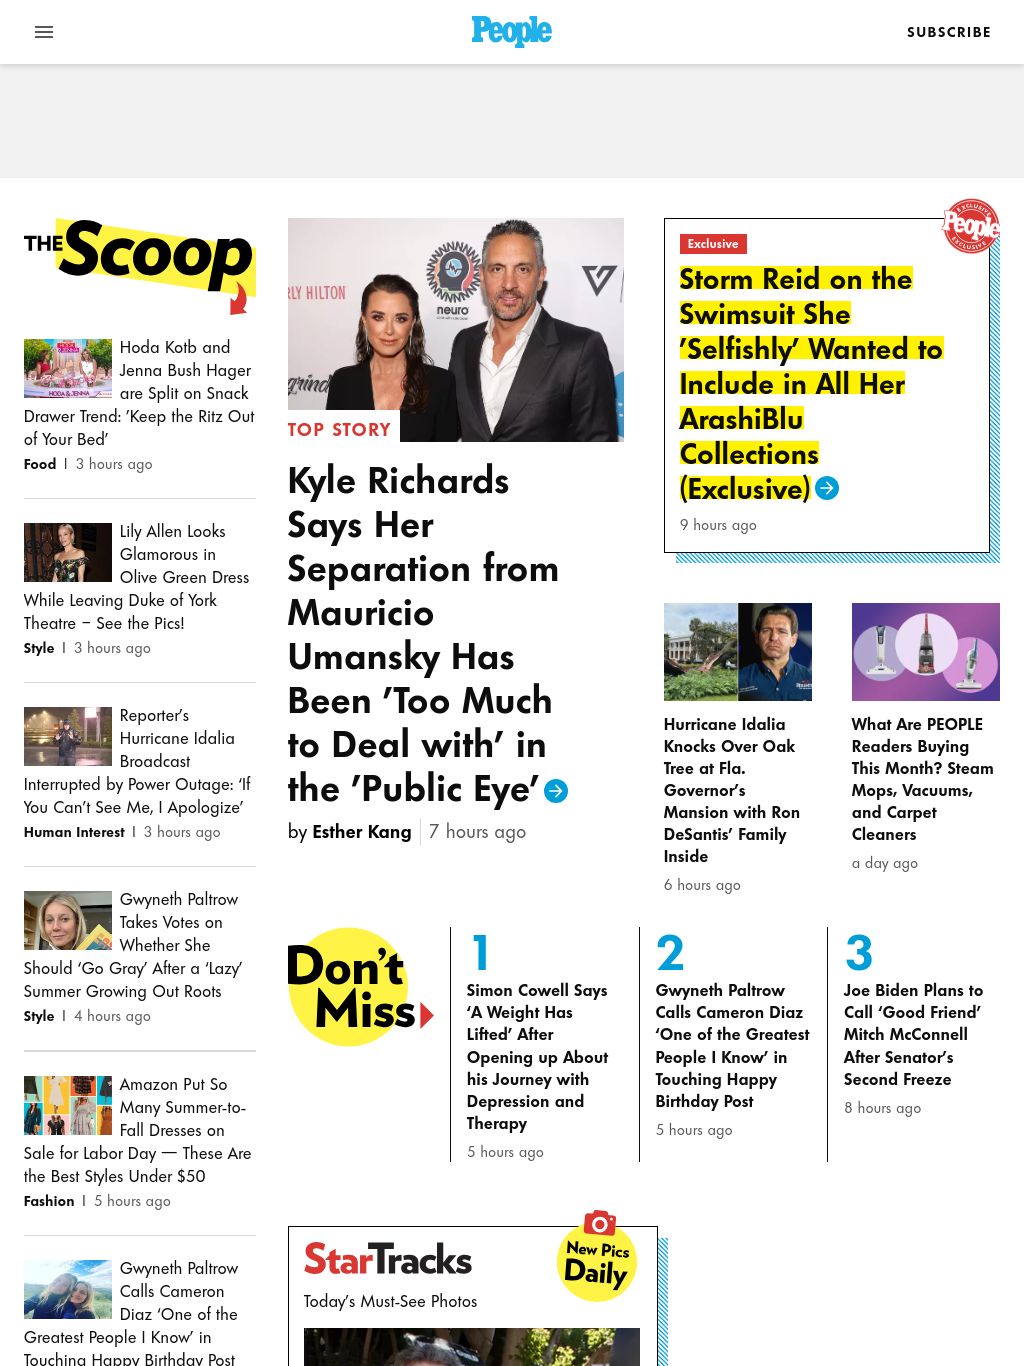 People
SUBSCRIBE
THE Scoop
Hoda Kotb and
Jenna Bush Hager
are Split on Snack
Drawer Trend: 'Keep the Ritz Out
of Your Bed'
Food | 3 hours ago
Lily Allen Looks
Glamorous in
Olive Green Dress
While Leaving Duke of York
Theatre – See the Pics!
Style | 3 hours ago
Reporter's
Hurricane Idalia
Broadcast
Interrupted by Power Outage: 'If
You Can't See Me, I Apologize'
Human Interest | 3 hours ago
Gwyneth Paltrow
Takes Votes on
Whether She
Should 'Go Gray' After a 'Lazy'
Summer Growing Out Roots
Style | 4 hours ago
Amazon Put So
Many Summer-to-
Fall Dresses on
Sale for Labor Day — These Are
the Best Styles Under $50
Fashion | 5 hours ago
Gwyneth Paltrow
Calls Cameron
Diaz 'One of the
Greatest People I Know' in
Touching Happy Birthday Post
HODA & JENNA
RLY HILTON
neuro
grind
TOP STORY
Kyle Richards
Says Her
Separation from
Mauricio
Umansky Has
Been 'Too Much
to Deal with' in
the 'Public Eye'
by Esther Kang | 7 hours ago
EXCLUSIVE
People
EXCLUSIVE
Exclusive
Storm Reid on the
Swimsuit She
'Selfishly' Wanted to
Include in All Her
ArashiBlu
Collections
(Exclusive)
9 hours ago
Hurricane Idalia
Knocks Over Oak
Tree at Fla.
Governor's
Mansion with Ron
DeSantis' Family
Inside
6 hours ago
What Are PEOPLE
Readers Buying
This Month? Steam
Mops, Vacuums,
and Carpet
Cleaners
a day ago
Don't
Miss
1
Simon Cowell Says
'A Weight Has
Lifted' After
Opening up About
his Journey with
Depression and
Therapy
5 hours ago
2
Gwyneth Paltrow
Calls Cameron Diaz
'One of the Greatest
People I Know' in
Touching Happy
Birthday Post
5 hours ago
3
Joe Biden Plans to
Call 'Good Friend'
Mitch McConnell
After Senator's
Second Freeze
8 hours ago
StarTracks
New Pics
Daily
Today's Must-See Photos